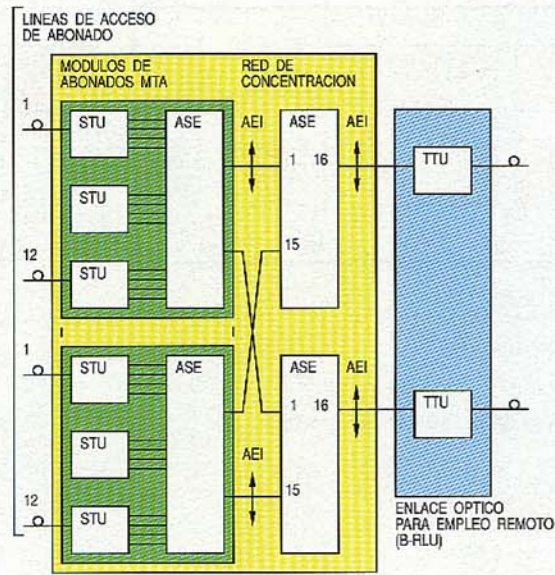 LINEAS DE ACCESO
DE ABONADO
MODULOS DE
ABONADOS MTA
RED DE
CONCENTRACION
1
STU
ASE
AEI
ASE
AEI
1 16
TTU
STU
15
12
STU
1
STU
ASE
AEI
ASE
1 16
TTU
STU
AEI
15
12
STU
ENLACE OPTICO
PARA EMPLEO REMOTO
(B-RLU)